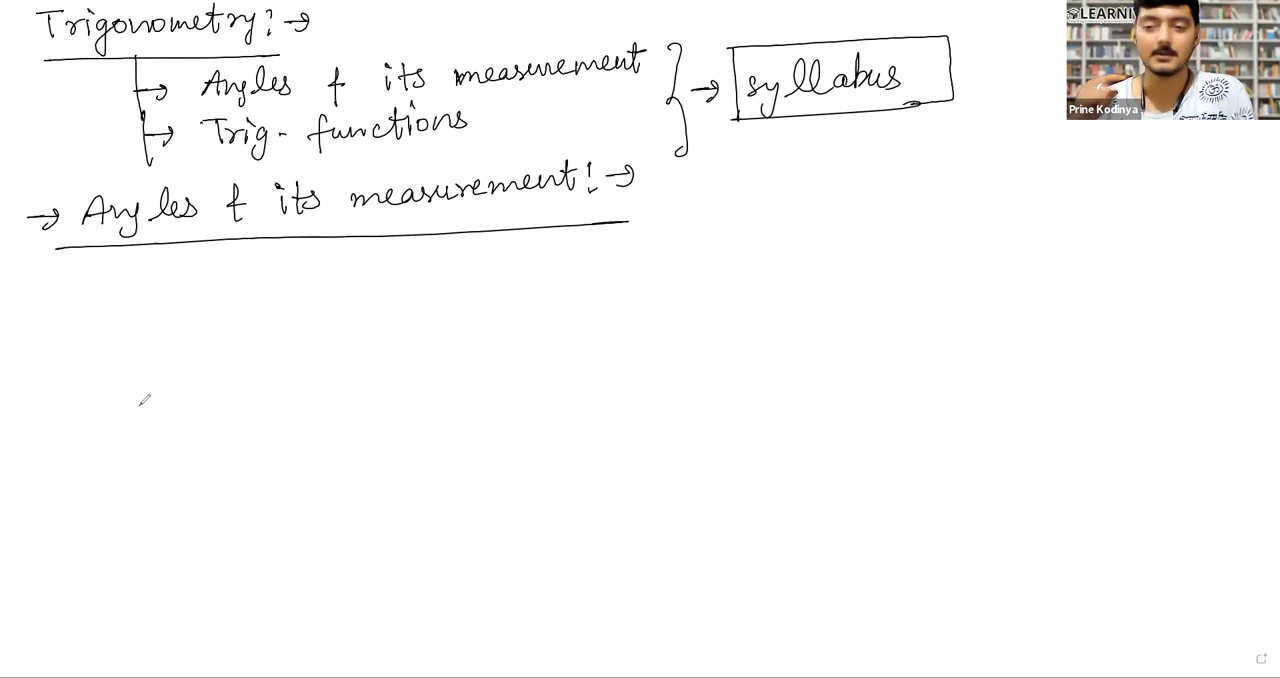 Trigonometry :→
→ Angles & its measurement } → syllabus
→ Trig - functions
→ Angles & its measurement :→
LEARNI
Prine Kodinya